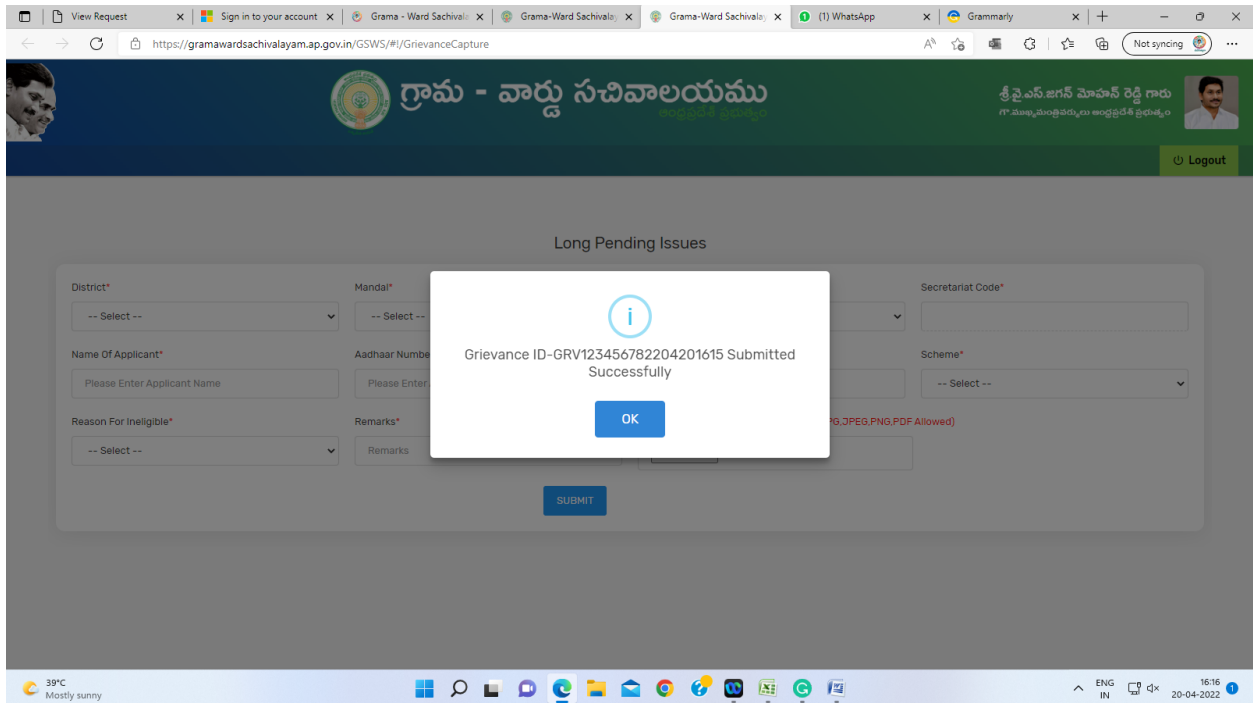 View Request
Sign in to your account
Grama - Ward Sachivala
Grama-Ward Sachivalay
Grama-Ward Sachivalay
(1) WhatsApp
Grammarly
https://gramawardsachivalayam.ap.gov.in/GSWS/#!/GrievanceCapture
Not syncing
గ్రామ - వార్డు సచివాలయము
ఆంధ్రప్రదేశ్ ప్రభుత్వం
శ్రీ వై.ఎస్.జగన్ మోహన్ రెడ్డి గారు
గౌ.ముఖ్యమంత్రివర్యులు ఆంధ్రప్రదేశ్ ప్రభుత్వం
Logout
Long Pending Issues
District*
Mandal*
Secretariat Code*
-- Select --
-- Select --
Name Of Applicant*
Aadhaar Numbe
Scheme*
Please Enter Applicant Name
Please Enter
-- Select --
Reason For Ineligible*
Remarks*
PG,JPEG,PNG,PDF Allowed)
-- Select --
Remarks
SUBMIT
i
Grievance ID-GRV123456782204201615 Submitted
Successfully
OK
39°C
Mostly sunny
ENG
IN
16:16
20-04-2022
1